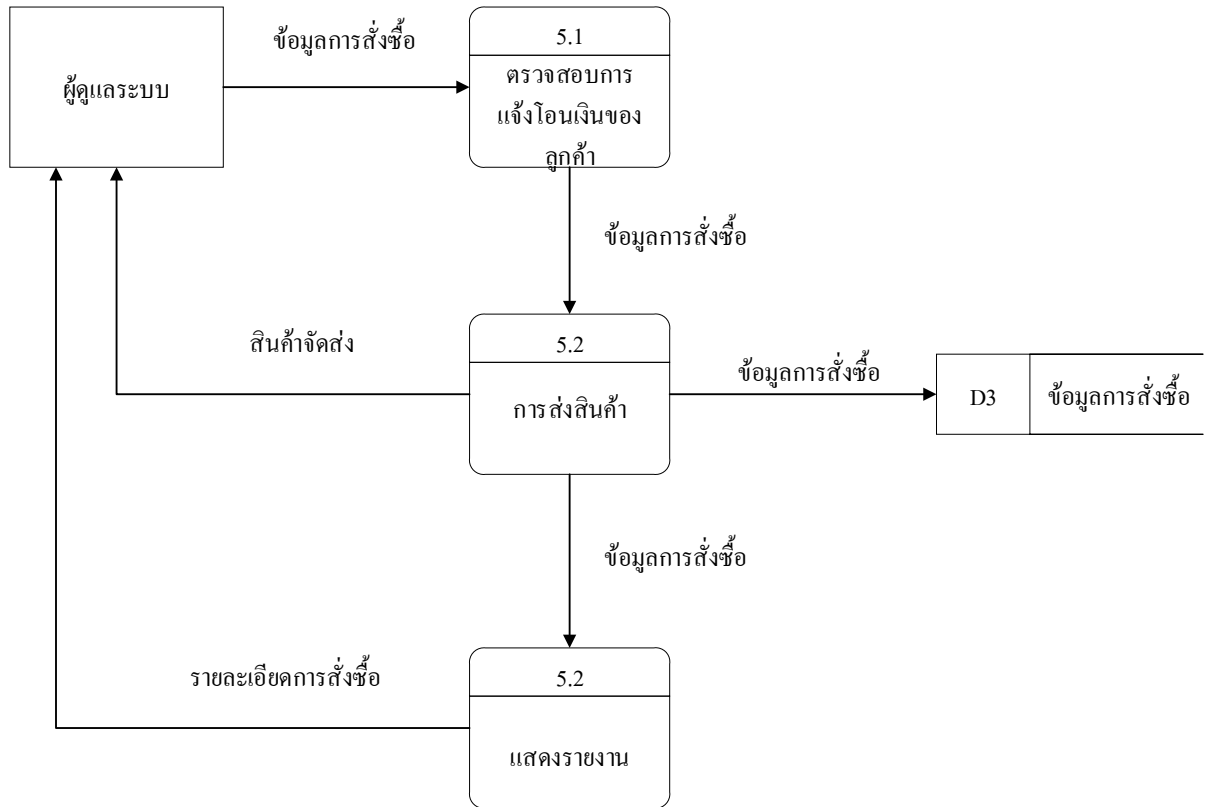 ข้อมูลการสั่งซื้อ
5.1
ผู้ดูแลระบบ
ตรวจสอบการ
แจ้งโอนเงินของ
ลูกค้า
ข้อมูลการสั่งซื้อ
สินค้าจัดส่ง
5.2
การส่งสินค้า
ข้อมูลการสั่งซื้อ
D3
ข้อมูลการสั่งซื้อ
ข้อมูลการสั่งซื้อ
รายละเอียดการสั่งซื้อ
5.2
แสดงรายงาน